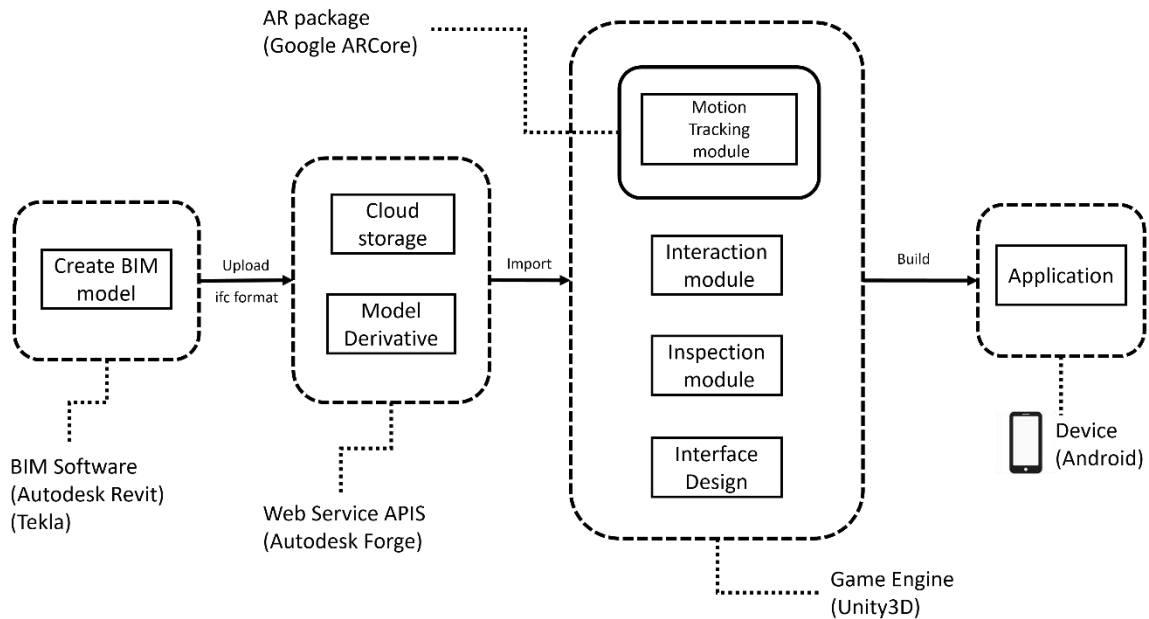 AR package
(Google ARCore)
Motion
Tracking
module
Cloud
storage
Create BIM
model
Upload
ifc format
Model
Derivative
Import
Interaction
module
Inspection
module
Interface
Design
Build
Application
BIM Software
(Autodesk Revit)
(Tekla)
Web Service APIS
(Autodesk Forge)
Device
(Android)
Game Engine
(Unity3D)